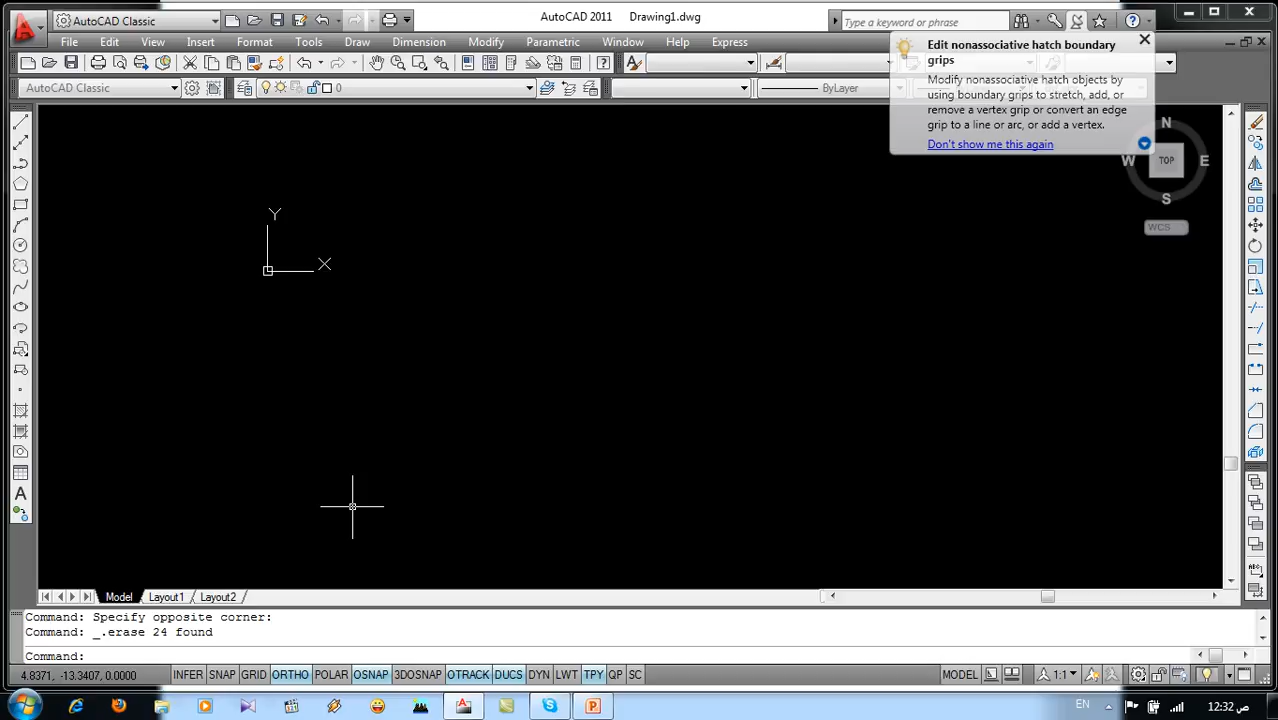 AutoCAD Classic
AutoCAD 2011 Drawing1.dwg
Type a keyword or phrase
File Edit View Insert Format Tools Draw Dimension Modify Parametric Window Help Express
AutoCAD Classic
0
ByLayer
Edit nonassociative hatch boundary
grips
Modify nonassociative hatch objects by
using boundary grips to stretch, add, or
remove a vertex grip or convert an edge
grip to a line or arc, or add a vertex.
Don't show me this again
N
W TOP E
S
WCS
Y
X
A
Model Layout1 Layout2
Command: Specify opposite corner:
Command: _.erase 24 found
Command:
4.8371, -13.3407, 0.0000 INFER SNAP GRID ORTHO POLAR OSNAP 3DOSNAP OTRACK DUCS DYN LWT TPY QP SC MODEL 1:1
EN 12:32 ص